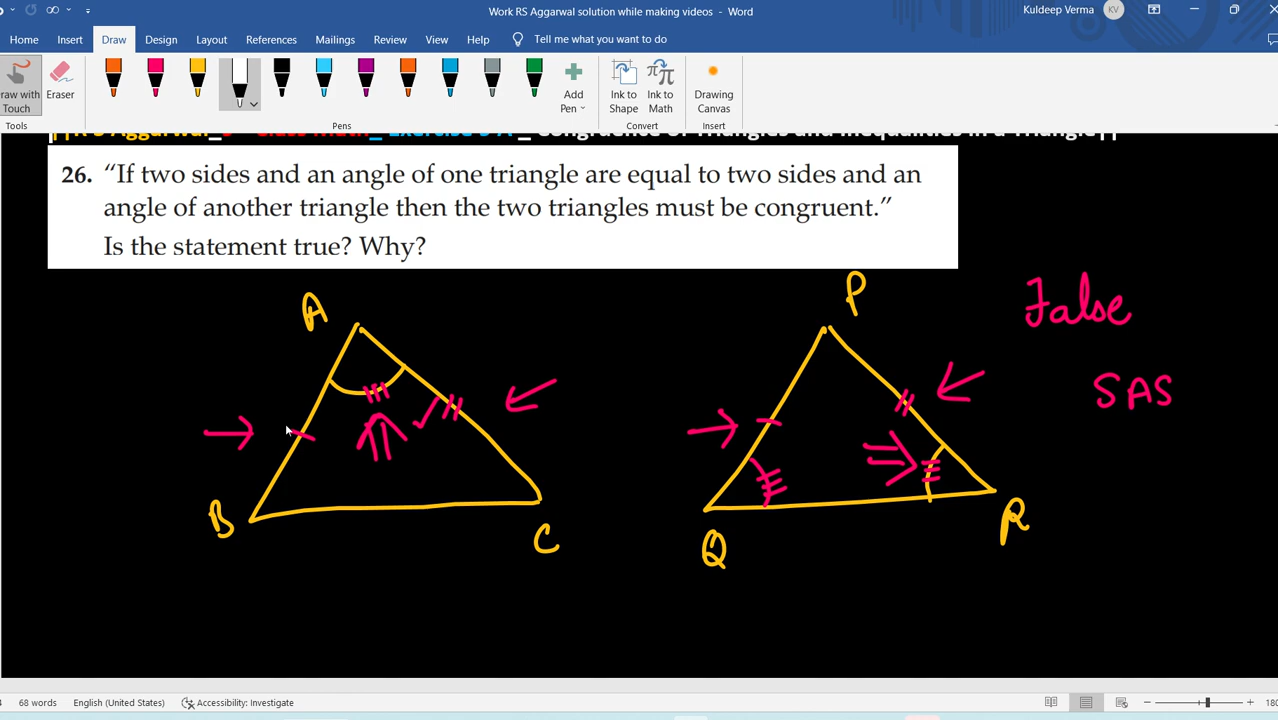 Work RS Aggarwal solution while making videos - Word
Kuldeep Verma KV
Home Insert Draw Design Layout References Mailings Review View Help Tell me what you want to do
raw with Touch
Eraser
Add Pen
Ink to Shape
Ink to Math
Drawing Canvas
Tools Pens Convert Insert
26. “If two sides and an angle of one triangle are equal to two sides and an
angle of another triangle then the two triangles must be congruent.”
Is the statement true? Why?
A
P
False
SAS
B
C
Q
R
68 words English (United States) Accessibility: Investigate